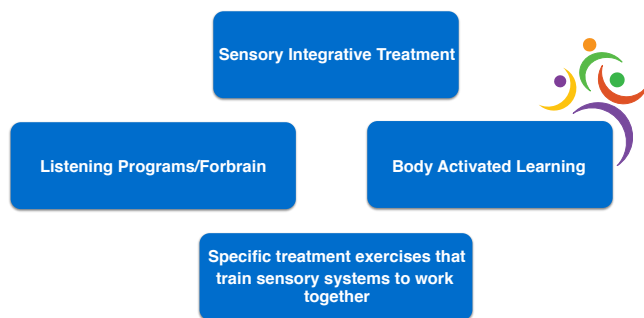 Sensory Integrative Treatment
Listening Programs/Forbrain
Body Activated Learning
Specific treatment exercises that
train sensory systems to work
together